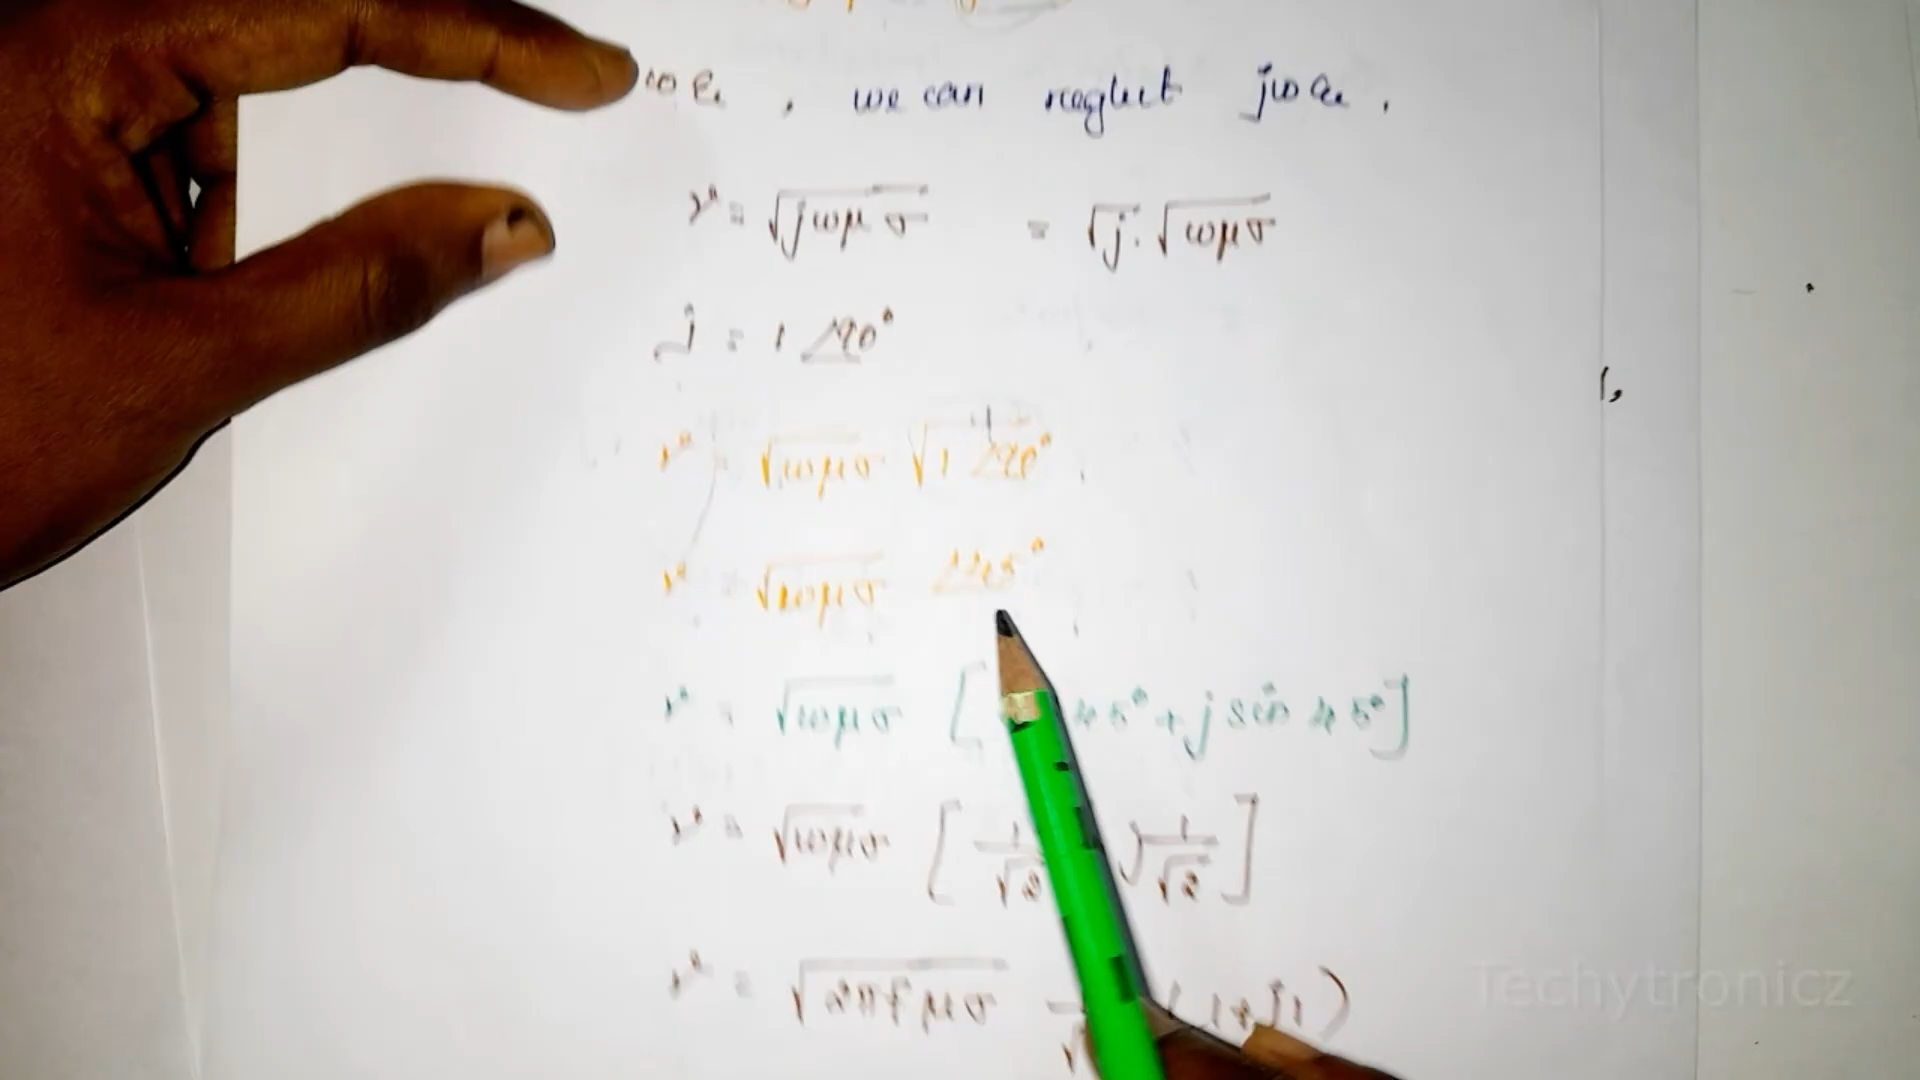 ωε , we can neglect jωε .
γ = √jωμσ = √j . √ωμσ
j = 1 ∠90°
γ = √ωμσ √1 ∠90°
γ = √ωμσ ∠45°
γ = √ωμσ [ 45° + j sin 45° ]
γ = √ωμσ [ 1/√2 j 1/√2 ]
γ = √2πfμσ (1+j1)
1,
Techytronicz